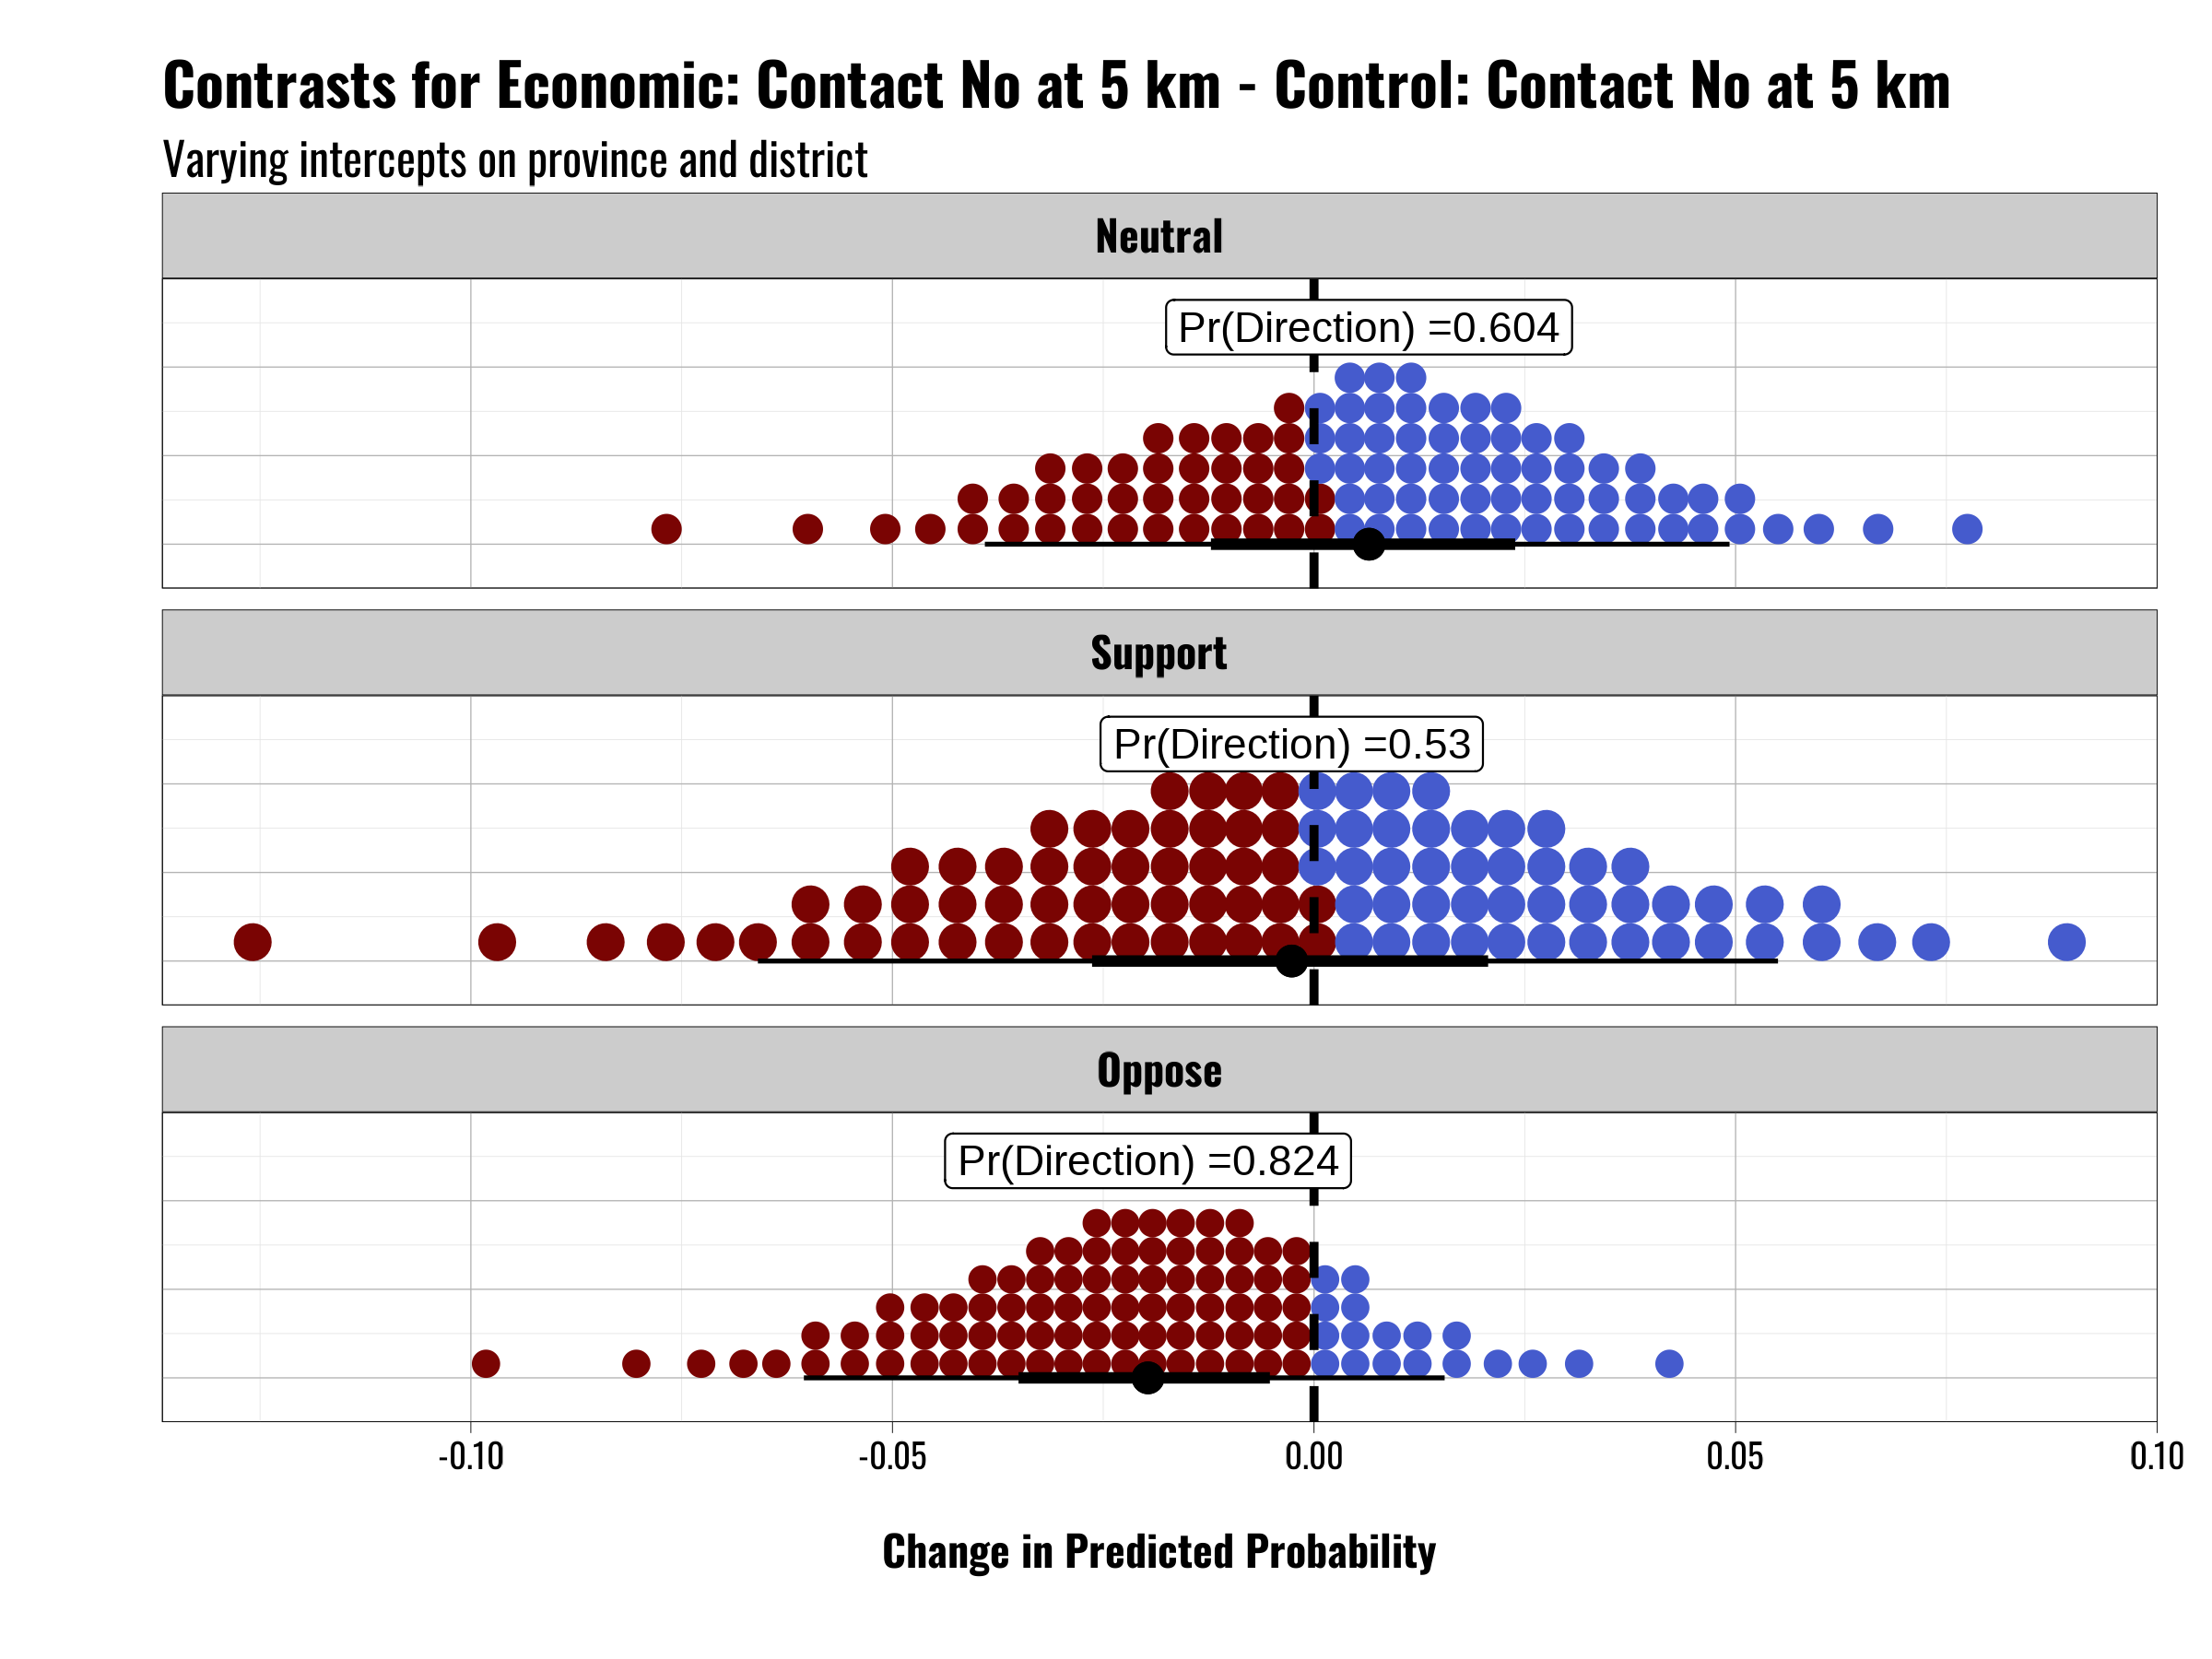 Contrasts for Economic: Contact No at 5 km - Control: Contact No at 5 km
Varying intercepts on province and district
Neutral
Pr(Direction) =0.604
Support
Pr(Direction) =0.53
Oppose
Pr(Direction) =0.824
-0.10 -0.05 0.00 0.05 0.10
Change in Predicted Probability